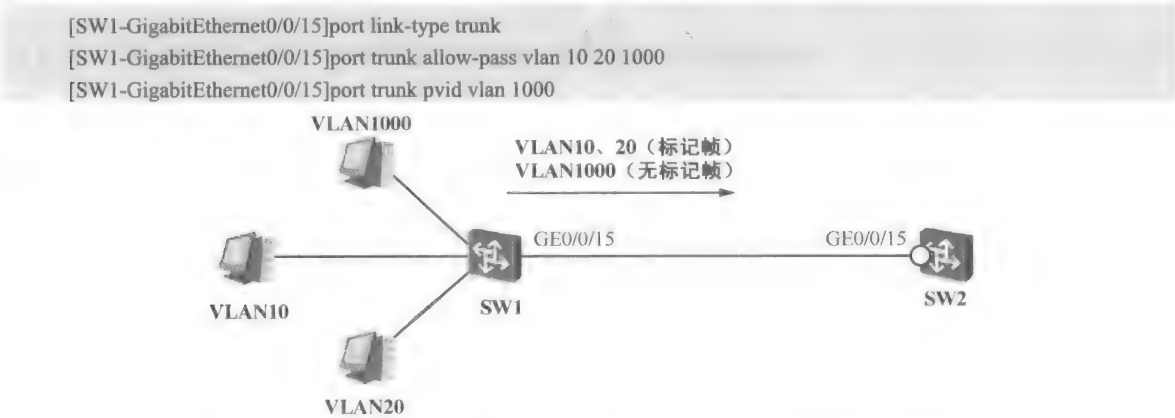 [SW1-GigabitEthernet0/0/15]port link-type trunk
[SW1-GigabitEthernet0/0/15]port trunk allow-pass vlan 10 20 1000
[SW1-GigabitEthernet0/0/15]port trunk pvid vlan 1000
VLAN1000
VLAN10、20（标记帧）
VLAN1000（无标记帧）
GE0/0/15
GE0/0/15
VLAN10
SW1
SW2
VLAN20